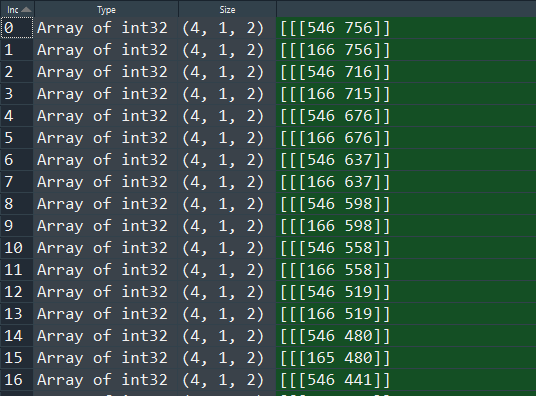 Inc Type Size
0 Array of int32 (4, 1, 2) [[[546 756]]
1 Array of int32 (4, 1, 2) [[[166 756]]
2 Array of int32 (4, 1, 2) [[[546 716]]
3 Array of int32 (4, 1, 2) [[[166 715]]
4 Array of int32 (4, 1, 2) [[[546 676]]
5 Array of int32 (4, 1, 2) [[[166 676]]
6 Array of int32 (4, 1, 2) [[[546 637]]
7 Array of int32 (4, 1, 2) [[[166 637]]
8 Array of int32 (4, 1, 2) [[[546 598]]
9 Array of int32 (4, 1, 2) [[[166 598]]
10 Array of int32 (4, 1, 2) [[[546 558]]
11 Array of int32 (4, 1, 2) [[[166 558]]
12 Array of int32 (4, 1, 2) [[[546 519]]
13 Array of int32 (4, 1, 2) [[[166 519]]
14 Array of int32 (4, 1, 2) [[[546 480]]
15 Array of int32 (4, 1, 2) [[[165 480]]
16 Array of int32 (4, 1, 2) [[[546 441]]